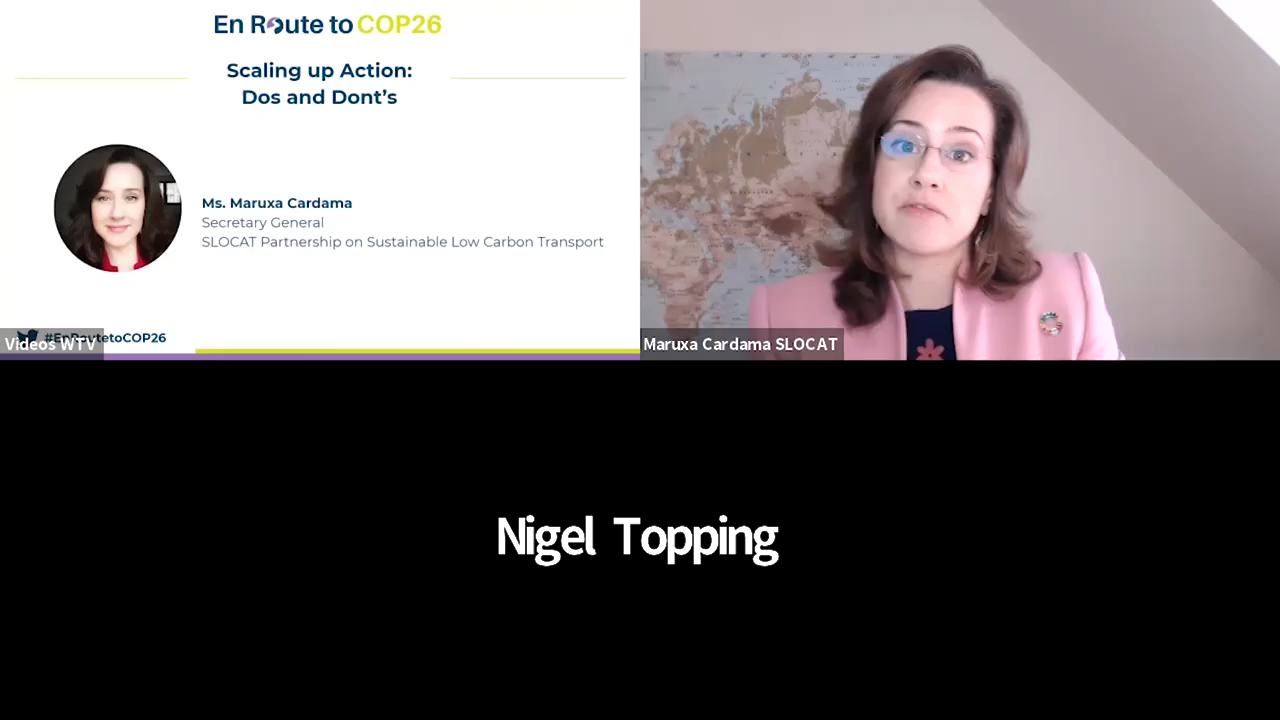 En Route to COP26
Scaling up Action:
Dos and Dont's
Ms. Maruxa Cardama
Secretary General
SLOCAT Partnership on Sustainable Low Carbon Transport
#EnRoutetoCOP26
Videos WTV
Maruxa Cardama SLOCAT
Nigel Topping